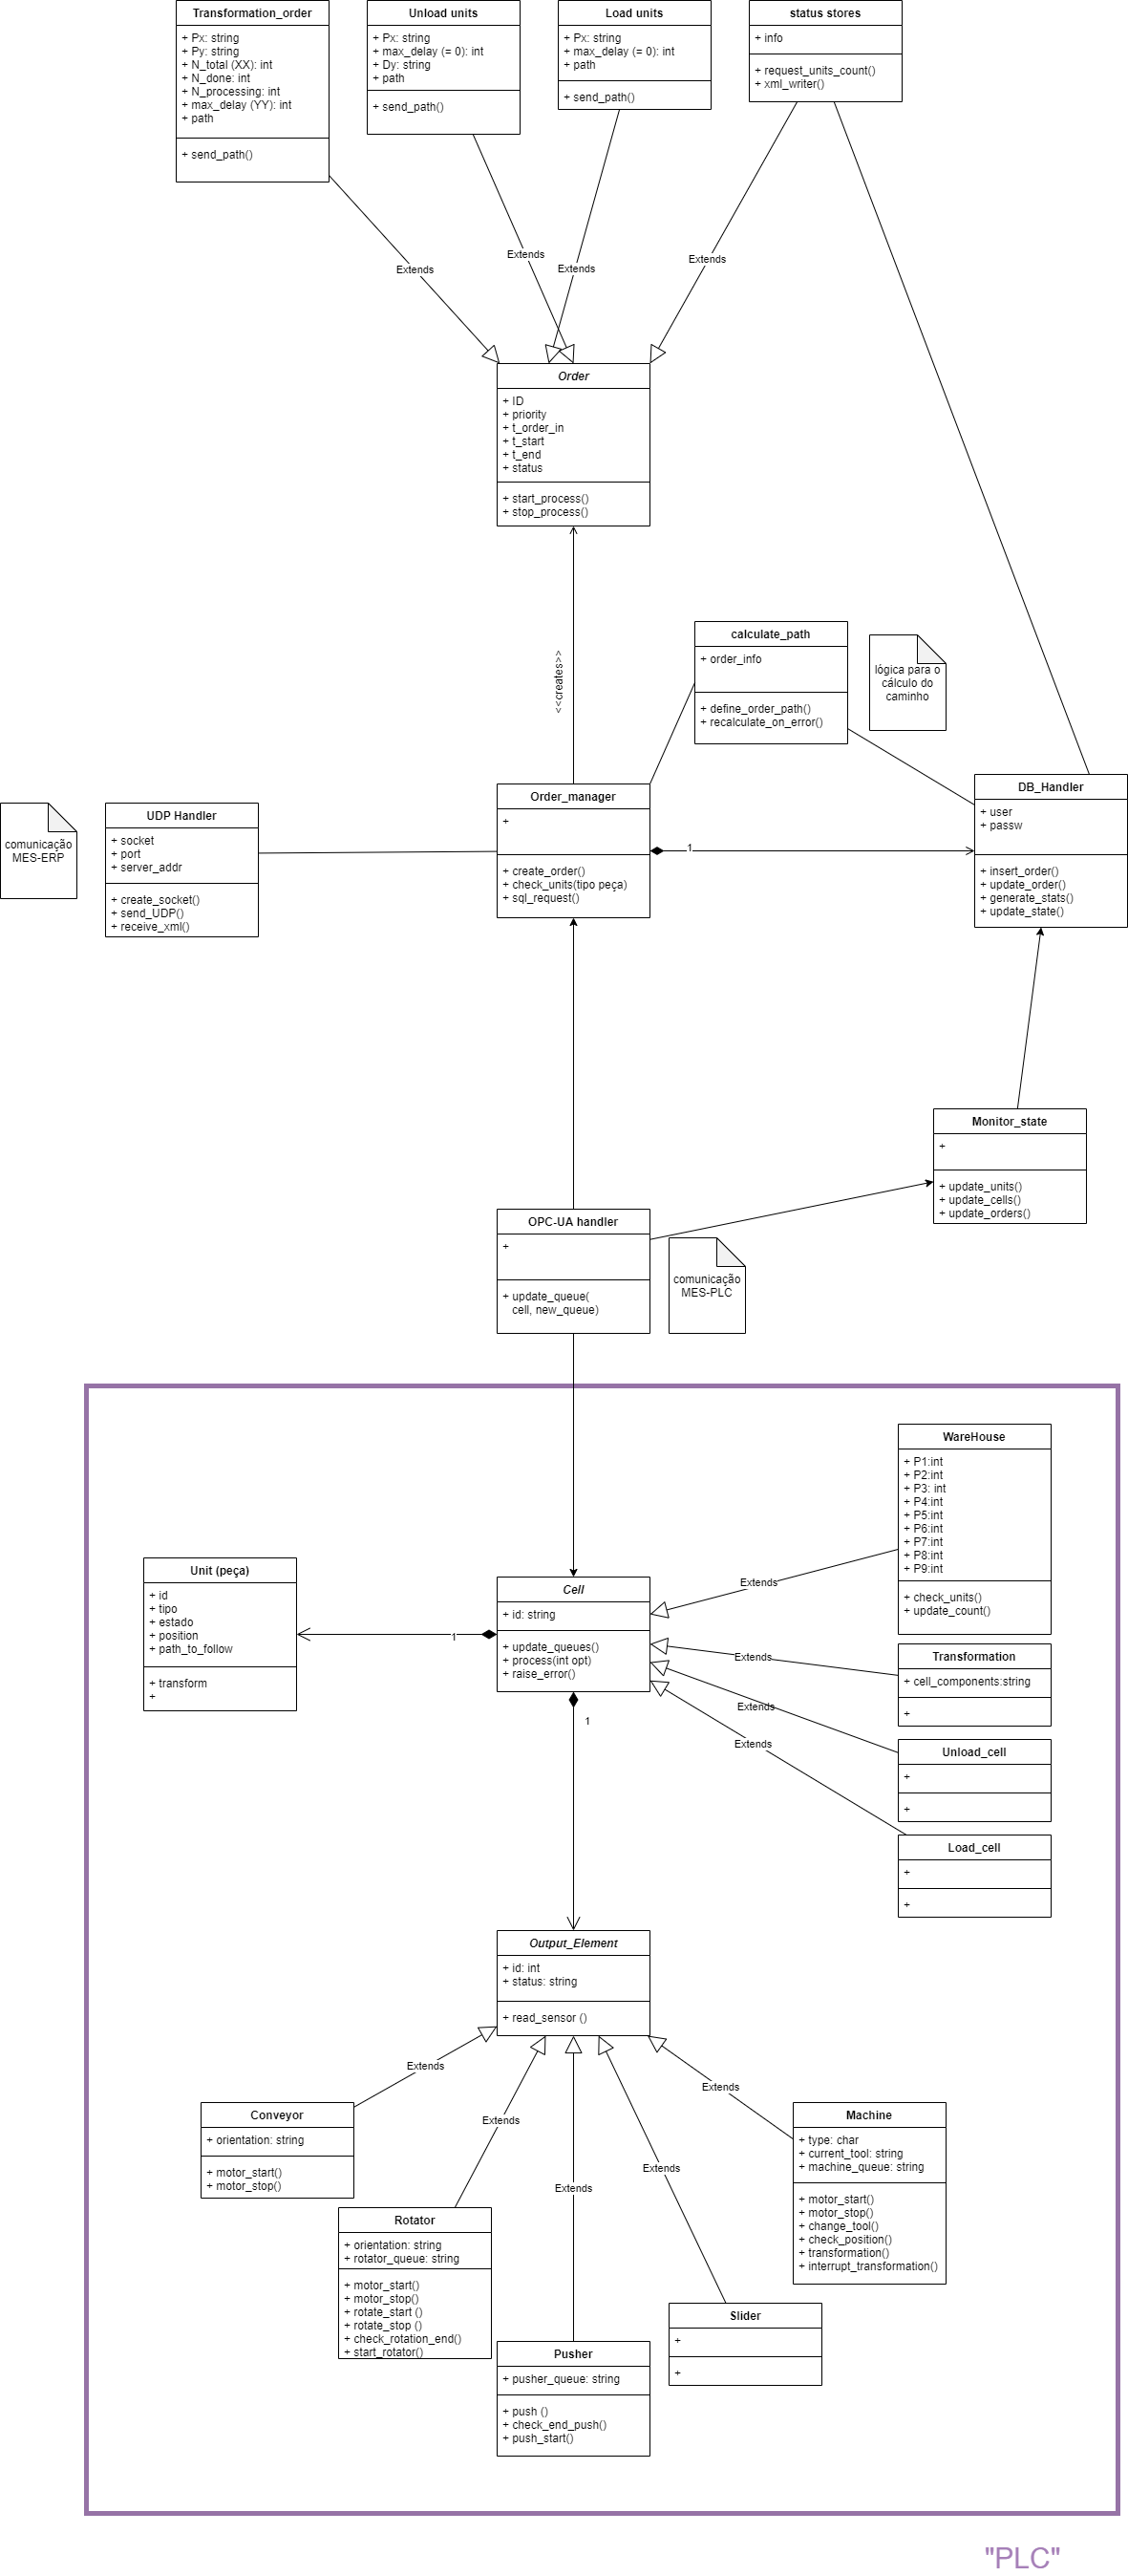 Transformation_order
+ Px: string
+ Py: string
+ N_total (XX): int
+ N_done: int
+ N_processing: int
+ max_delay (YY): int
+ path
+ send_path()
Unload units
+ Px: string
+ max_delay (= 0): int
+ Dy: string
+ path
+ send_path()
Load units
+ Px: string
+ max_delay (= 0): int
+ path
+ send_path()
status stores
+ info
+ request_units_count()
+ xml_writer()
Extends
Extends
Extends
Extends
Order
+ ID
+ priority
+ t_order_in
+ t_start
+ t_end
+ status
+ start_process()
+ stop_process()
<<creates>>
calculate_path
+ order_info
+ define_order_path()
+ recalculate_on_error()
lógica para o
cálculo do
caminho
comunicação
MES-ERP
UDP Handler
+ socket
+ port
+ server_addr
+ create_socket()
+ send_UDP()
+ receive_xml()
Order_manager
+
+ create_order()
+ check_units(tipo peça)
+ sql_request()
1
DB_Handler
+ user
+ passw
+ insert_order()
+ update_order()
+ generate_stats()
+ update_state()
Monitor_state
+
+ update_units()
+ update_cells()
+ update_orders()
OPC-UA handler
+
+ update_queue(
cell, new_queue)
comunicação
MES-PLC
WareHouse
+ P1:int
+ P2:int
+ P3: int
+ P4:int
+ P5:int
+ P6:int
+ P7:int
+ P8:int
+ P9:int
+ check_units()
+ update_count()
Unit (peça)
+ id
+ tipo
+ estado
+ position
+ path_to_follow
+ transform
+
1
Cell
+ id: string
+ update_queues()
+ process(int opt)
+ raise_error()
1
Extends
Extends
Extends
Extends
Transformation
+ cell_components:string
+
Unload_cell
+
+
Load_cell
+
+
Output_Element
+ id: int
+ status: string
+ read_sensor ()
Extends
Extends
Extends
Extends
Extends
Conveyor
+ orientation: string
+ motor_start()
+ motor_stop()
Rotator
+ orientation: string
+ rotator_queue: string
+ motor_start()
+ motor_stop()
+ rotate_start ()
+ rotate_stop ()
+ check_rotation_end()
+ start_rotator()
Pusher
+ pusher_queue: string
+ push ()
+ check_end_push()
+ push_start()
Slider
+
+
Machine
+ type: char
+ current_tool: string
+ machine_queue: string
+ motor_start()
+ motor_stop()
+ change_tool()
+ check_position()
+ transformation()
+ interrupt_transformation()
"PLC"